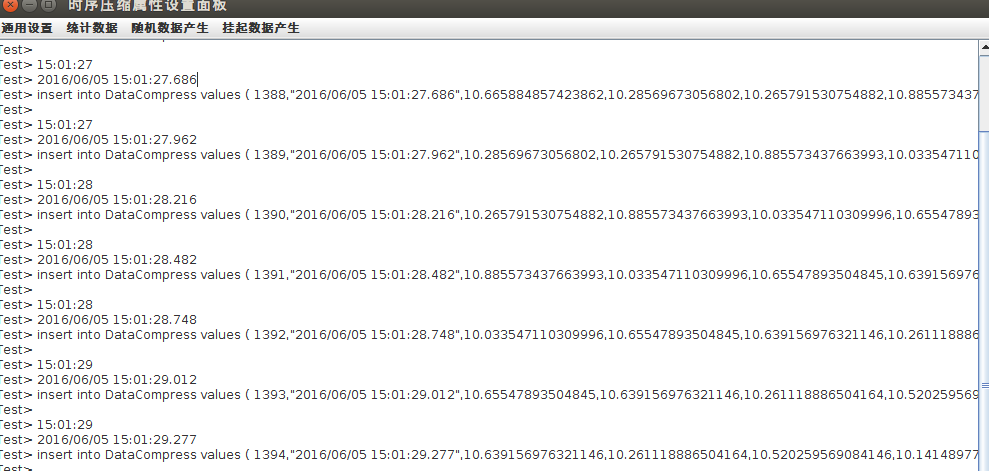 时序压缩属性设置面板
通用设置 统计数据 随机数据产生 挂起数据产生
Test>
Test> 15:01:27
Test> 2016/06/05 15:01:27.686
Test> insert into DataCompress values ( 1388,"2016/06/05 15:01:27.686",10.665884857423862,10.28569673056802,10.265791530754882,10.885573437
Test>
Test> 15:01:27
Test> 2016/06/05 15:01:27.962
Test> insert into DataCompress values ( 1389,"2016/06/05 15:01:27.962",10.28569673056802,10.265791530754882,10.885573437663993,10.033547110
Test>
Test> 15:01:28
Test> 2016/06/05 15:01:28.216
Test> insert into DataCompress values ( 1390,"2016/06/05 15:01:28.216",10.265791530754882,10.885573437663993,10.033547110309996,10.65547893
Test>
Test> 15:01:28
Test> 2016/06/05 15:01:28.482
Test> insert into DataCompress values ( 1391,"2016/06/05 15:01:28.482",10.885573437663993,10.033547110309996,10.65547893504845,10.639156976
Test>
Test> 15:01:28
Test> 2016/06/05 15:01:28.748
Test> insert into DataCompress values ( 1392,"2016/06/05 15:01:28.748",10.033547110309996,10.65547893504845,10.639156976321146,10.261118886
Test>
Test> 15:01:29
Test> 2016/06/05 15:01:29.012
Test> insert into DataCompress values ( 1393,"2016/06/05 15:01:29.012",10.65547893504845,10.639156976321146,10.261118886504164,10.520259569
Test>
Test> 15:01:29
Test> 2016/06/05 15:01:29.277
Test> insert into DataCompress values ( 1394,"2016/06/05 15:01:29.277",10.639156976321146,10.261118886504164,10.520259569084146,10.14148977
Test>